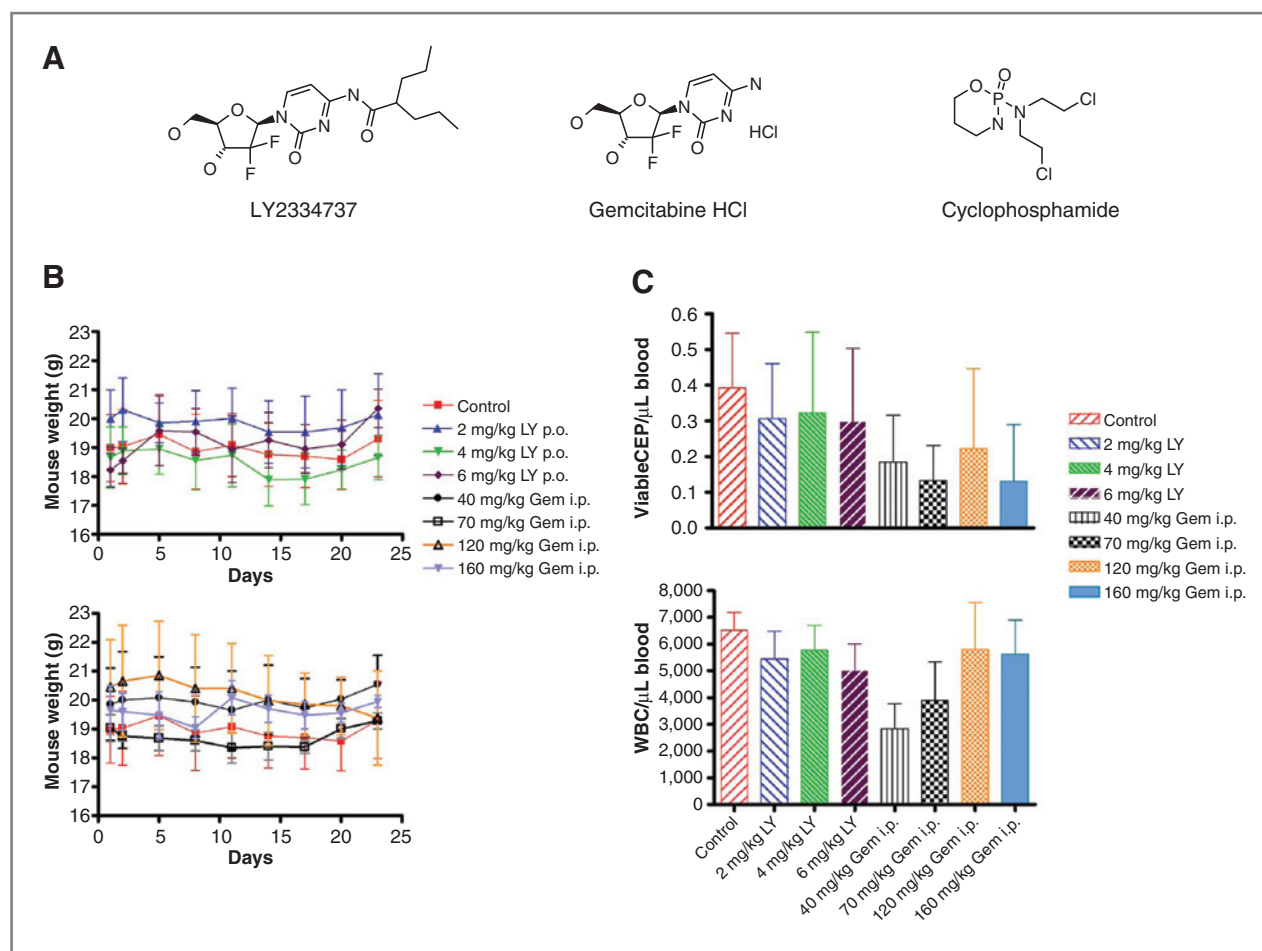 A
O
O
O
N
N
O
F
F
N
O
LY2334737
O
O
O
N
N
O
F
F
N
HCl
Gemcitabine HCl
O
O
P
N
N
Cl
Cl
Cyclophosphamide
B
Mouse weight (g)
23
22
21
20
19
18
17
16
0 5 10 15 20 25
Days
Control
2 mg/kg LY p.o.
4 mg/kg LY p.o.
6 mg/kg LY p.o.
40 mg/kg Gem i.p.
70 mg/kg Gem i.p.
120 mg/kg Gem i.p.
160 mg/kg Gem i.p.
Mouse weight (g)
23
22
21
20
19
18
17
16
0 5 10 15 20 25
Days
C
ViableCEP/µL blood
0.6
0.5
0.4
0.3
0.2
0.1
0.0
Control
2 mg/kg LY
4 mg/kg LY
6 mg/kg LY
40 mg/kg Gem i.p.
70 mg/kg Gem i.p.
120 mg/kg Gem i.p.
160 mg/kg Gem i.p.
WBC/µL blood
8,000
7,000
6,000
5,000
4,000
3,000
2,000
1,000
0
Control
2 mg/kg LY
4 mg/kg LY
6 mg/kg LY
40 mg/kg Gem i.p.
70 mg/kg Gem i.p.
120 mg/kg Gem i.p.
160 mg/kg Gem i.p.